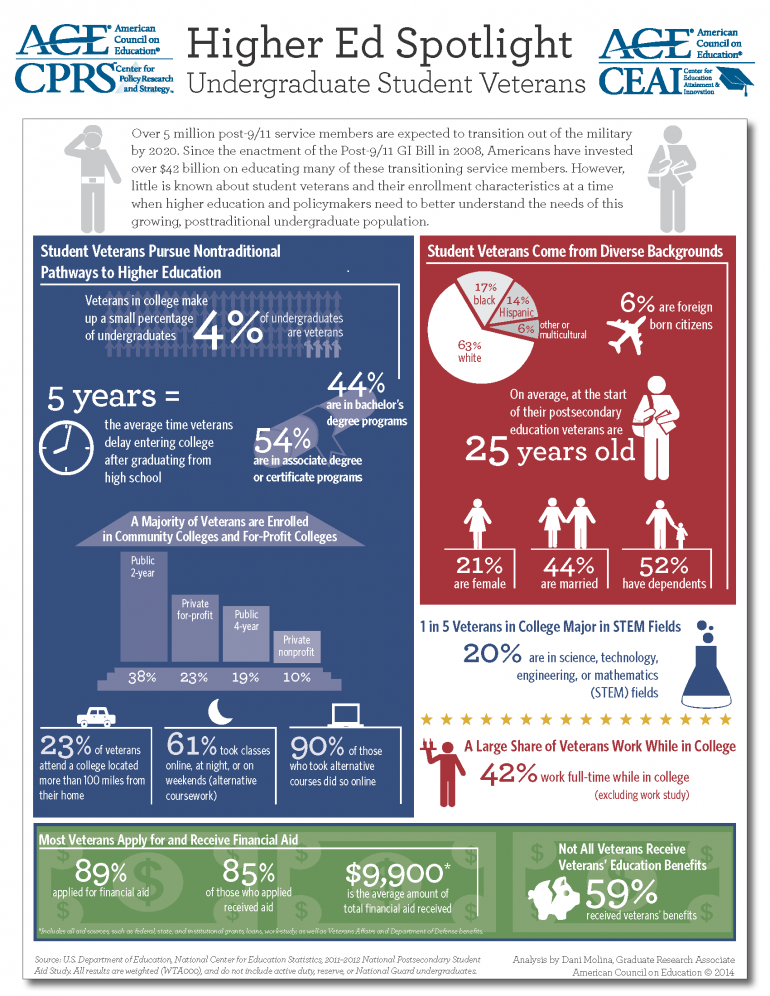 ACE® American
Council on
Education®
CPRS Center for
Policy Research
and Strategy™
Higher Ed Spotlight
Undergraduate Student Veterans
ACE® American
Council on
Education®
CEAI Center for
Education
Attainment &
Innovation
Over 5 million post-9/11 service members are expected to transition out of the military
by 2020. Since the enactment of the Post-9/11 GI Bill in 2008, Americans have invested
over $42 billion on educating many of these transitioning service members. However,
little is known about student veterans and their enrollment characteristics at a time
when higher education and policymakers need to better understand the needs of this
growing, posttraditional undergraduate population.
Student Veterans Pursue Nontraditional
Pathways to Higher Education
Veterans in college make
up a small percentage
of undergraduates
4% of undergraduates
are veterans
5 years =
the average time veterans
delay entering college
after graduating from
high school
44%
are in bachelor's
degree programs
54%
are in associate degree
or certificate programs
A Majority of Veterans are Enrolled
in Community Colleges and For-Profit Colleges
Public
2-year
Private
for-profit
Public
4-year
Private
nonprofit
38% 23% 19% 10%
23% of veterans
attend a college located
more than 100 miles from
their home
61% took classes
online, at night, or on
weekends (alternative
coursework)
90% of those
who took alternative
courses did so online
Student Veterans Come from Diverse Backgrounds
17%
black
14%
Hispanic
6% other or
multicultural
63%
white
6% are foreign
born citizens
On average, at the start
of their postsecondary
education veterans are
25 years old
21%
are female
44%
are married
52%
have dependents
1 in 5 Veterans in College Major in STEM Fields
20% are in science, technology,
engineering, or mathematics
(STEM) fields
A Large Share of Veterans Work While in College
42% work full-time while in college
(excluding work study)
Most Veterans Apply for and Receive Financial Aid
89%
applied for financial aid
85%
of those who applied
received aid
$9,900*
is the average amount of
total financial aid received
*Includes all aid sources, such as federal, state, and institutional grants, loans, work-study, as well as Veterans Affairs and Department of Defense benefits.
Not All Veterans Receive
Veterans' Education Benefits
59%
received veterans' benefits
Source: U.S. Department of Education, National Center for Education Statistics, 2011-2012 National Postsecondary Student
Aid Study. All results are weighted (WTA000), and do not include active duty, reserve, or National Guard undergraduates.
Analysis by Dani Molina, Graduate Research Associate
American Council on Education © 2014